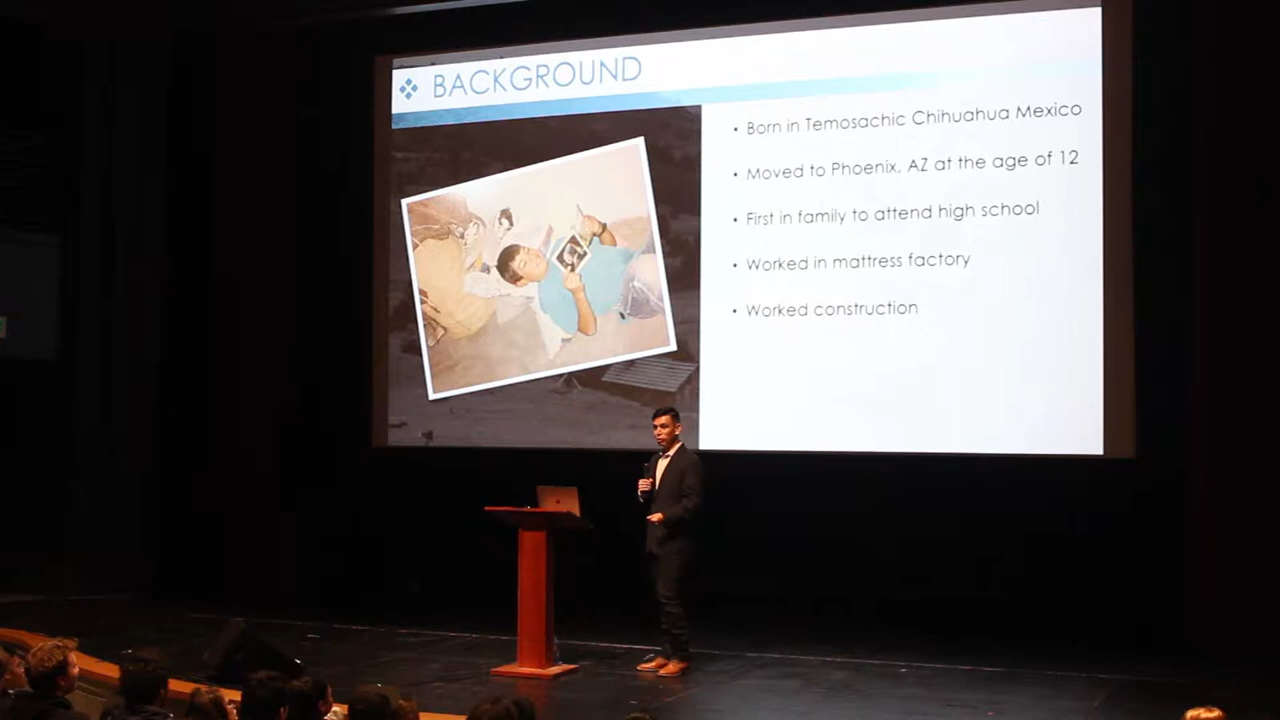 BACKGROUND
• Born in Temosachic Chihuahua Mexico
• Moved to Phoenix, AZ at the age of 12
• First in family to attend high school
• Worked in mattress factory
• Worked construction